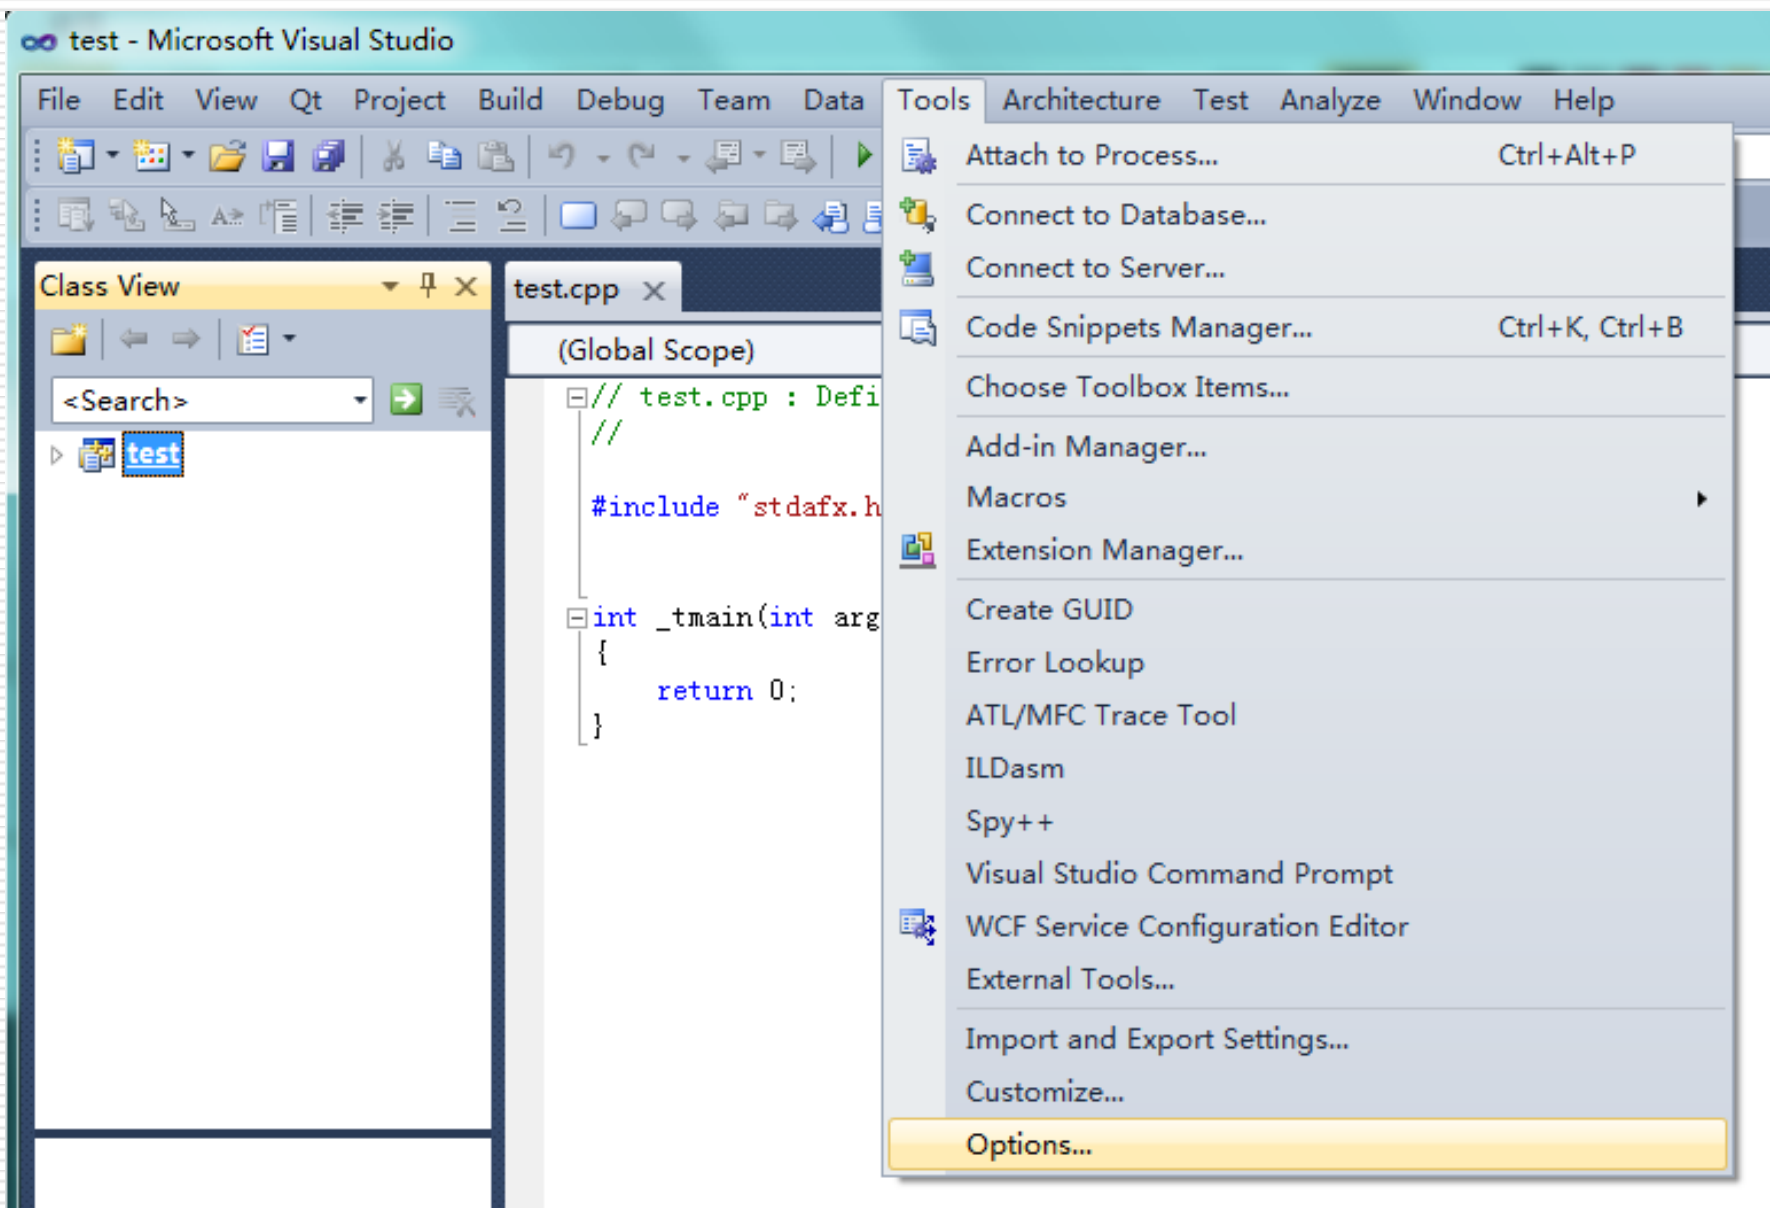 test - Microsoft Visual Studio
File Edit View Qt Project Build Debug Team Data Tools Architecture Test Analyze Window Help
Attach to Process... Ctrl+Alt+P
Connect to Database...
Connect to Server...
Code Snippets Manager... Ctrl+K, Ctrl+B
Choose Toolbox Items...
Add-in Manager...
Macros
Extension Manager...
Create GUID
Error Lookup
ATL/MFC Trace Tool
ILDasm
Spy++
Visual Studio Command Prompt
WCF Service Configuration Editor
External Tools...
Import and Export Settings...
Customize...
Options...
Class View
<Search>
test
test.cpp
(Global Scope)
// test.cpp : Defi
//
#include "stdafx.h
int _tmain(int arg
{
return 0;
}